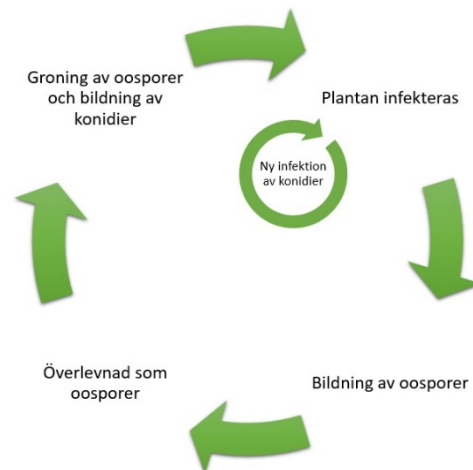 Groning av oosporer
och bildning av
konidier
Plantan infekteras
Ny infektion
av konidier
Bildning av oosporer
Överlevnad som
oosporer